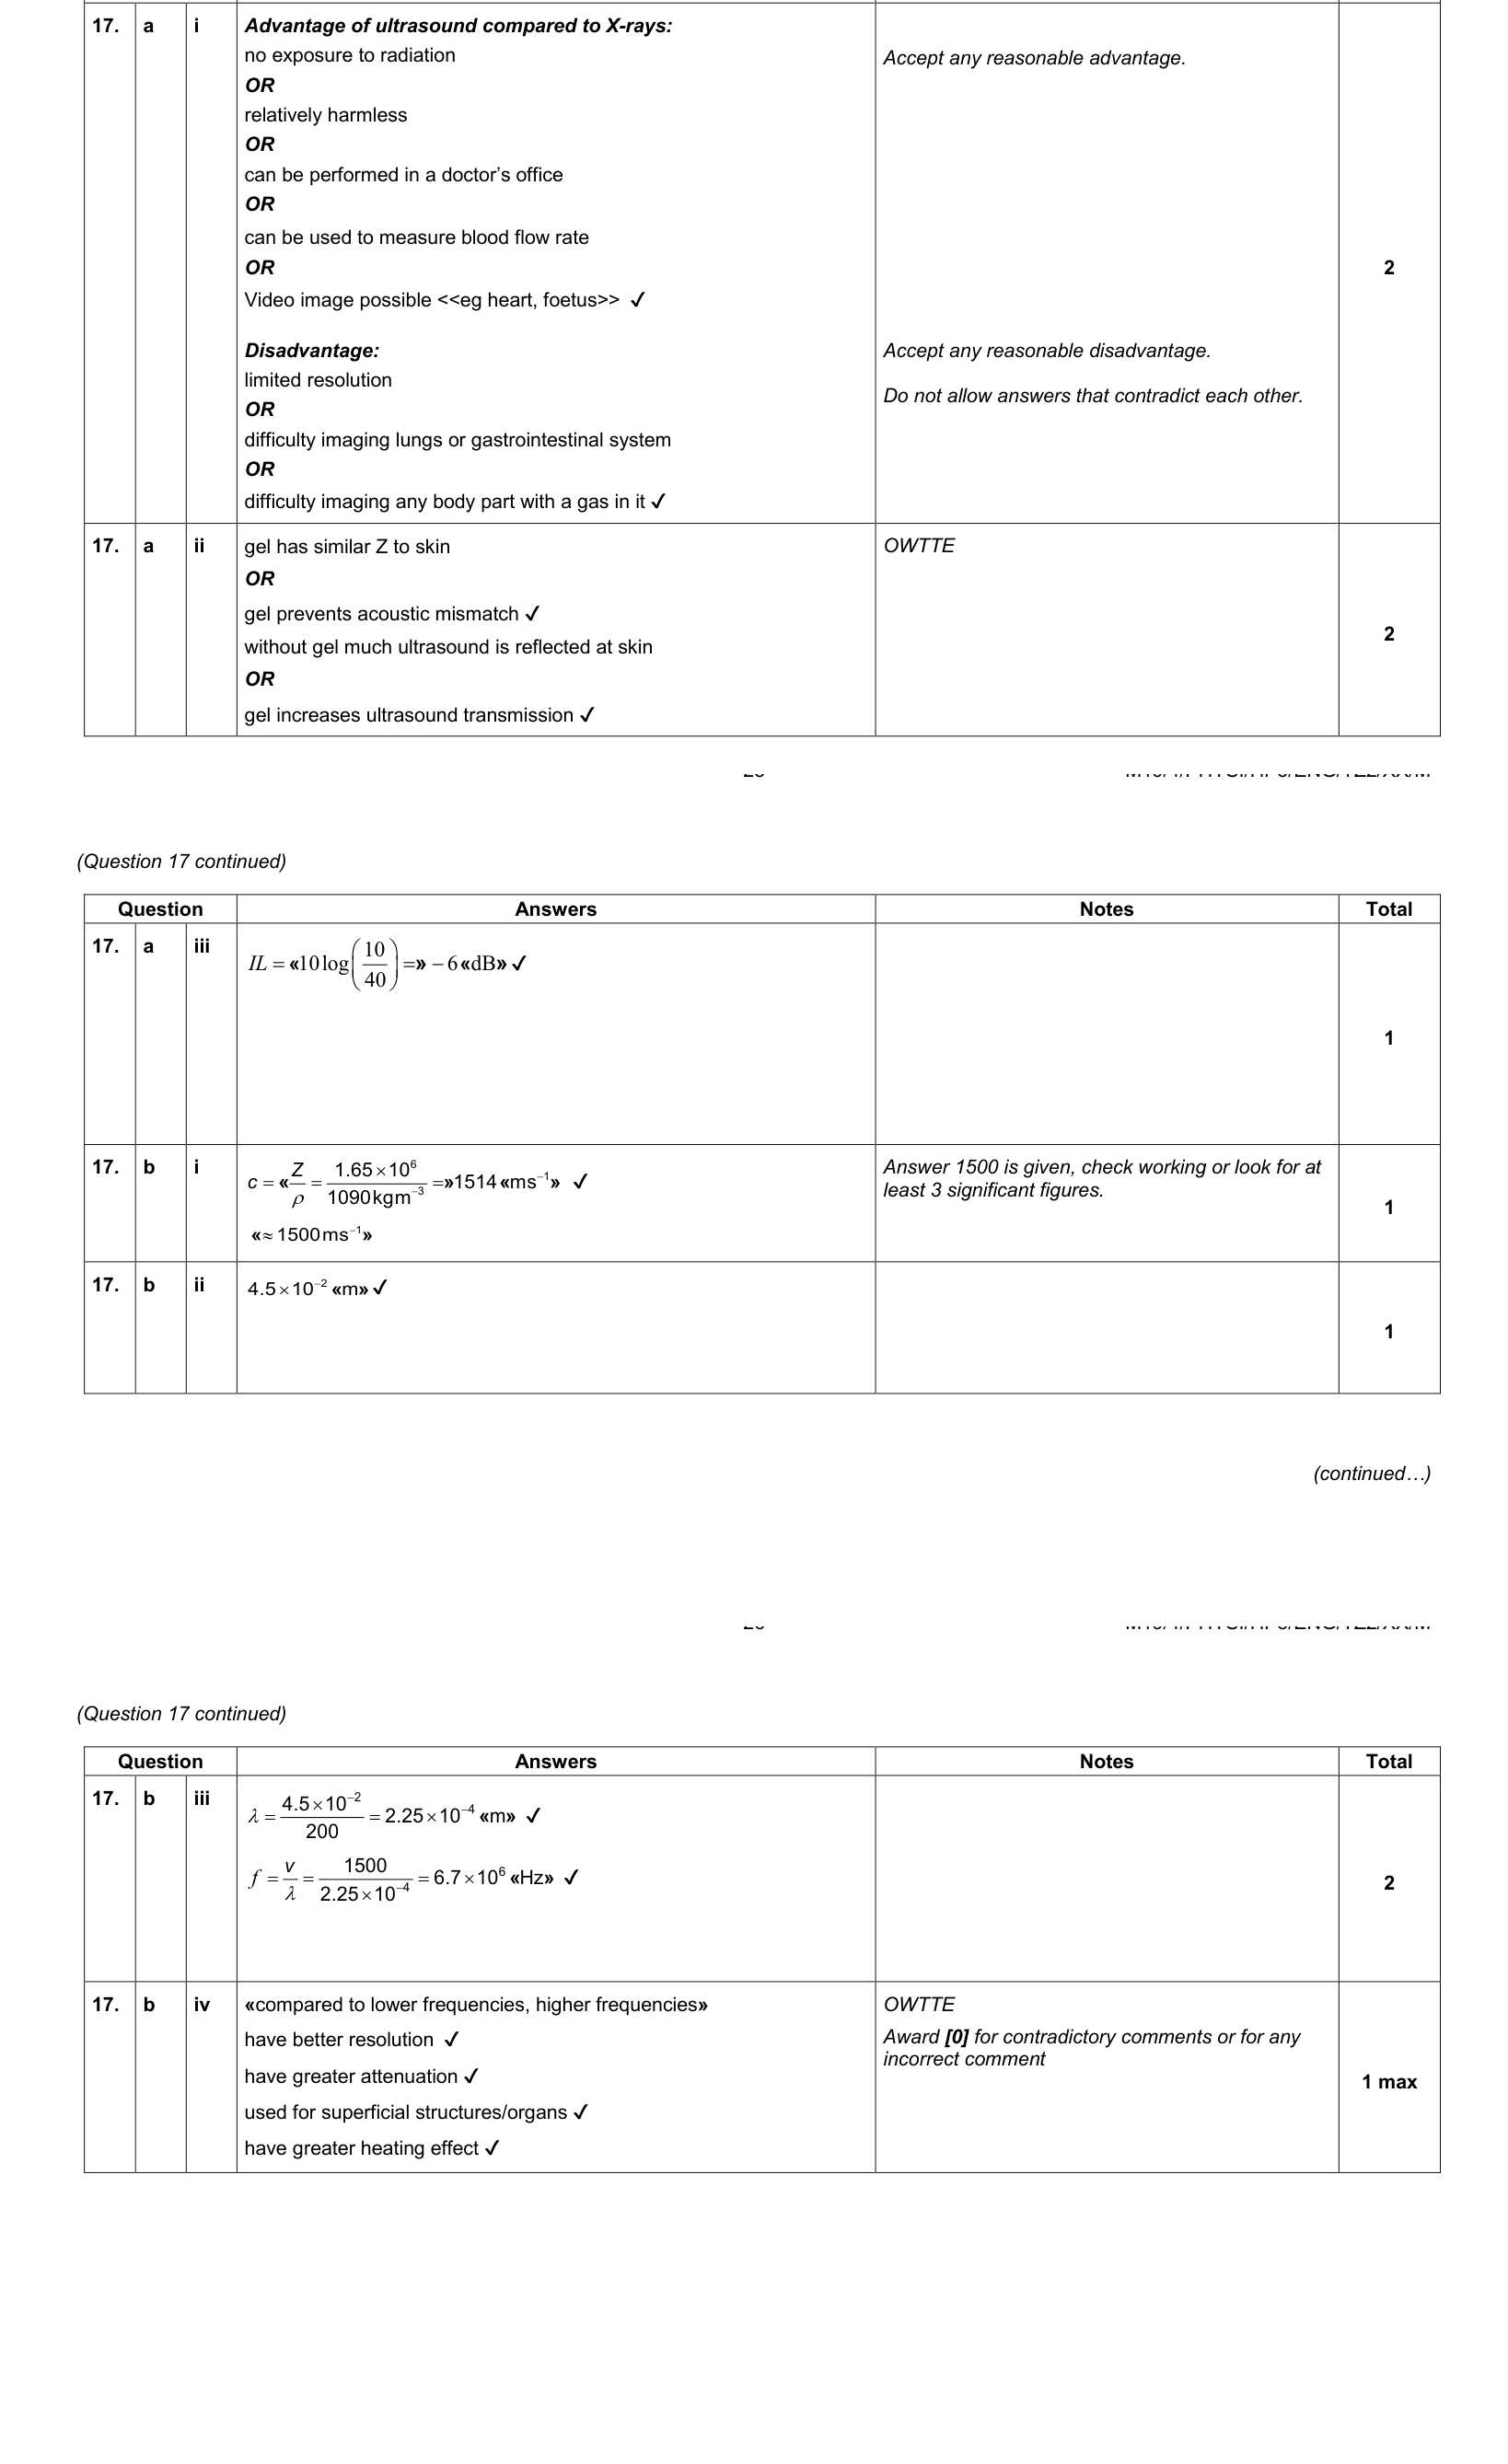 17. a i Advantage of ultrasound compared to X-rays:
no exposure to radiation
Accept any reasonable advantage.
OR
relatively harmless
OR
can be performed in a doctor’s office
OR
can be used to measure blood flow rate
OR
2
Video image possible <<eg heart, foetus>> ✓
Disadvantage:
Accept any reasonable disadvantage.
limited resolution
Do not allow answers that contradict each other.
OR
difficulty imaging lungs or gastrointestinal system
OR
difficulty imaging any body part with a gas in it ✓
17. a ii gel has similar Z to skin
OWTTE
OR
gel prevents acoustic mismatch ✓
2
without gel much ultrasound is reflected at skin
OR
gel increases ultrasound transmission ✓
(Question 17 continued)
Question Answers Notes Total
17. a iii IL = «10 log(10/40) =» − 6 «dB» ✓
1
17. b i c = «Z/ρ = 1.65×10⁶/1090 kg m⁻³ =» 1514 «ms⁻¹» ✓
Answer 1500 is given, check working or look for at
least 3 significant figures.
1
«≈ 1500 ms⁻¹»
17. b ii 4.5×10⁻² «m» ✓
1
(continued…)
(Question 17 continued)
Question Answers Notes Total
17. b iii λ = 4.5×10⁻²/200 = 2.25×10⁻⁴ «m» ✓
f = v/λ = 1500/2.25×10⁻⁴ = 6.7×10⁶ «Hz» ✓
2
17. b iv «compared to lower frequencies, higher frequencies»
OWTTE
have better resolution ✓
Award [0] for contradictory comments or for any
incorrect comment
have greater attenuation ✓
1 max
used for superficial structures/organs ✓
have greater heating effect ✓